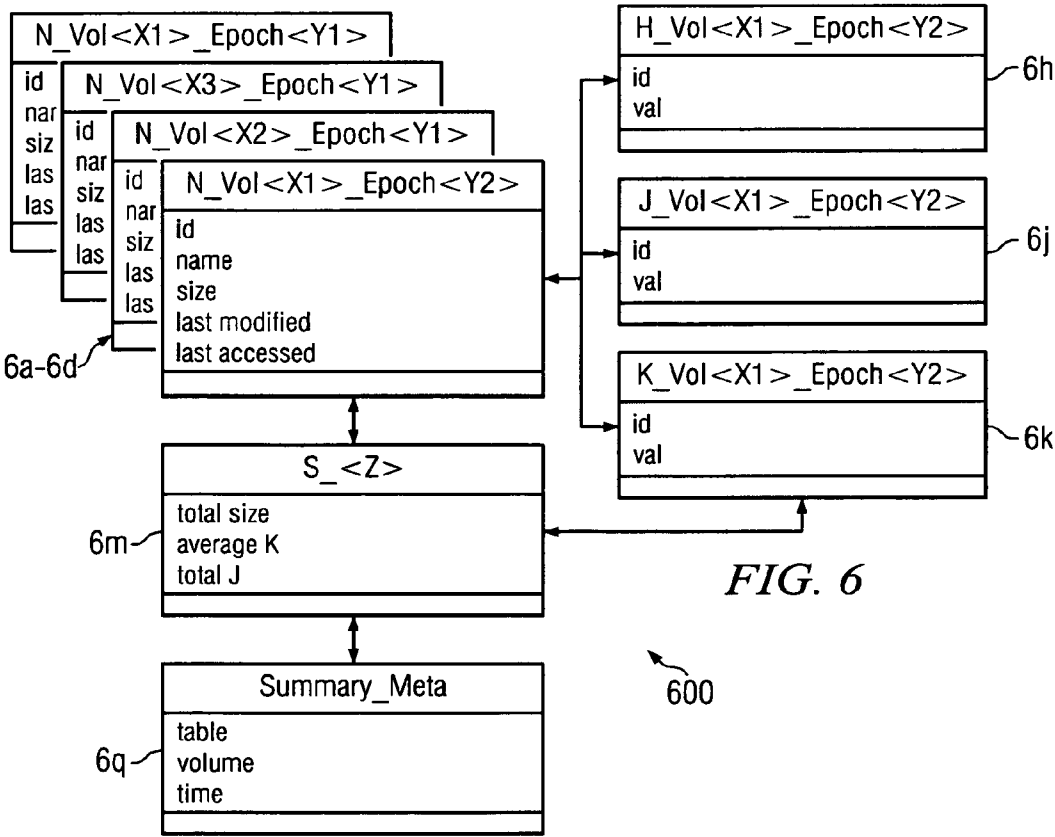 N_Vol<X1>_Epoch<Y1>
id
nar
siz
las
las
N_Vol<X3>_Epoch<Y1>
id
nar
siz
las
las
N_Vol<X2>_Epoch<Y1>
id
nar
siz
las
las
N_Vol<X1>_Epoch<Y2>
id
name
size
last modified
last accessed
6a-6d
H_Vol<X1>_Epoch<Y2>
id
val
6h
J_Vol<X1>_Epoch<Y2>
id
val
6j
K_Vol<X1>_Epoch<Y2>
id
val
6k
S_<Z>
total size
average K
total J
6m
FIG. 6
600
Summary_Meta
table
volume
time
6q